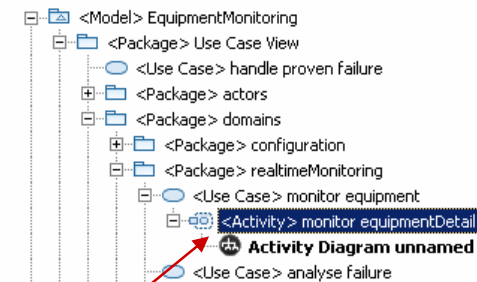 <Model> EquipmentMonitoring
<Package> Use Case View
<Use Case> handle proven failure
<Package> actors
<Package> domains
<Package> configuration
<Package> realtimeMonitoring
<Use Case> monitor equipment
<Activity> monitor equipmentDetail
Activity Diagram unnamed
<Use Case> analyse failure